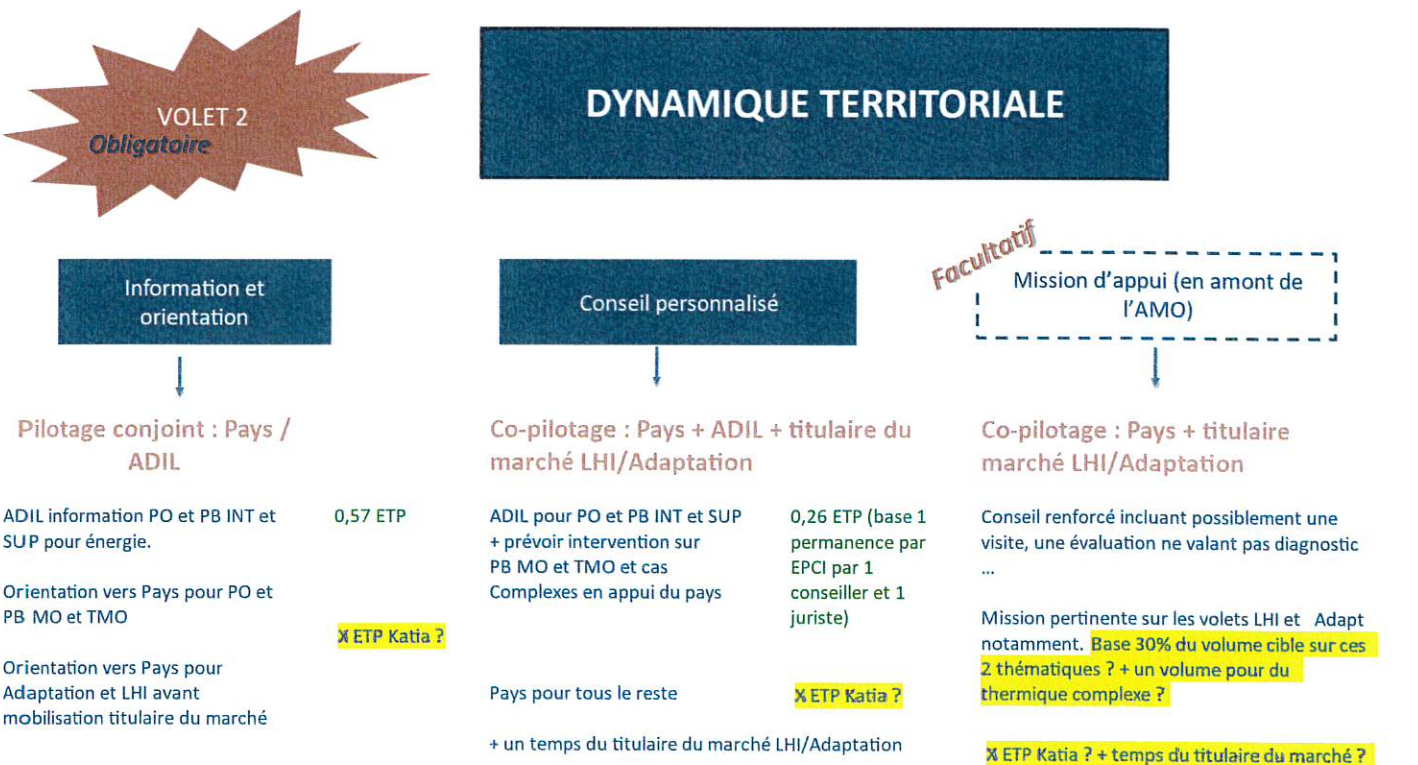 VOLET 2
Obligatoire
DYNAMIQUE TERRITORIALE
Information et
orientation
Pilotage conjoint : Pays /
ADIL
ADIL information PO et PB INT et
SUP pour énergie.
0,57 ETP
Orientation vers Pays pour PO et
PB MO et TMO
X ETP Katia ?
Orientation vers Pays pour
Adaptation et LHI avant
mobilisation titulaire du marché
Conseil personnalisé
Co-pilotage : Pays + ADIL + titulaire du
marché LHI/Adaptation
ADIL pour PO et PB INT et SUP
+ prévoir intervention sur
PB MO et TMO et cas
Complexes en appui du pays
0,26 ETP (base 1
permanence par
EPCI par 1
conseiller et 1
juriste)
Pays pour tous le reste
X ETP Katia ?
+ un temps du titulaire du marché LHI/Adaptation
Facultatif
Mission d'appui (en amont de
l'AMO)
Co-pilotage : Pays + titulaire
marché LHI/Adaptation
Conseil renforcé incluant possiblement une
visite, une évaluation ne valant pas diagnostic
...
Mission pertinente sur les volets LHI et Adapt
notamment. Base 30% du volume cible sur ces
2 thématiques ? + un volume pour du
thermique complexe ?
X ETP Katia ? + temps du titulaire du marché ?